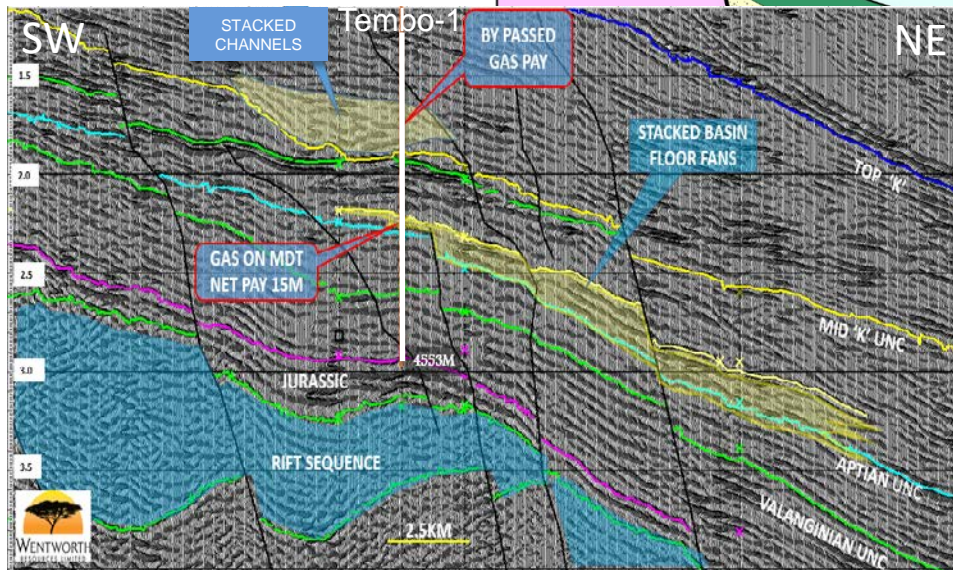 SW
STACKED
CHANNELS
Tembo-1
BY PASSED
GAS PAY
NE
1.5
STACKED BASIN
FLOOR FANS
TOP 'K'
2.0
GAS ON MDT
NET PAY 15M
2.5
MID 'K' UNC
4553M
3.0
JURASSIC
RIFT SEQUENCE
APTIAN UNC
3.5
VALANGINIAN UNC
2.5KM
WENTWORTH
RESOURCES LIMITED